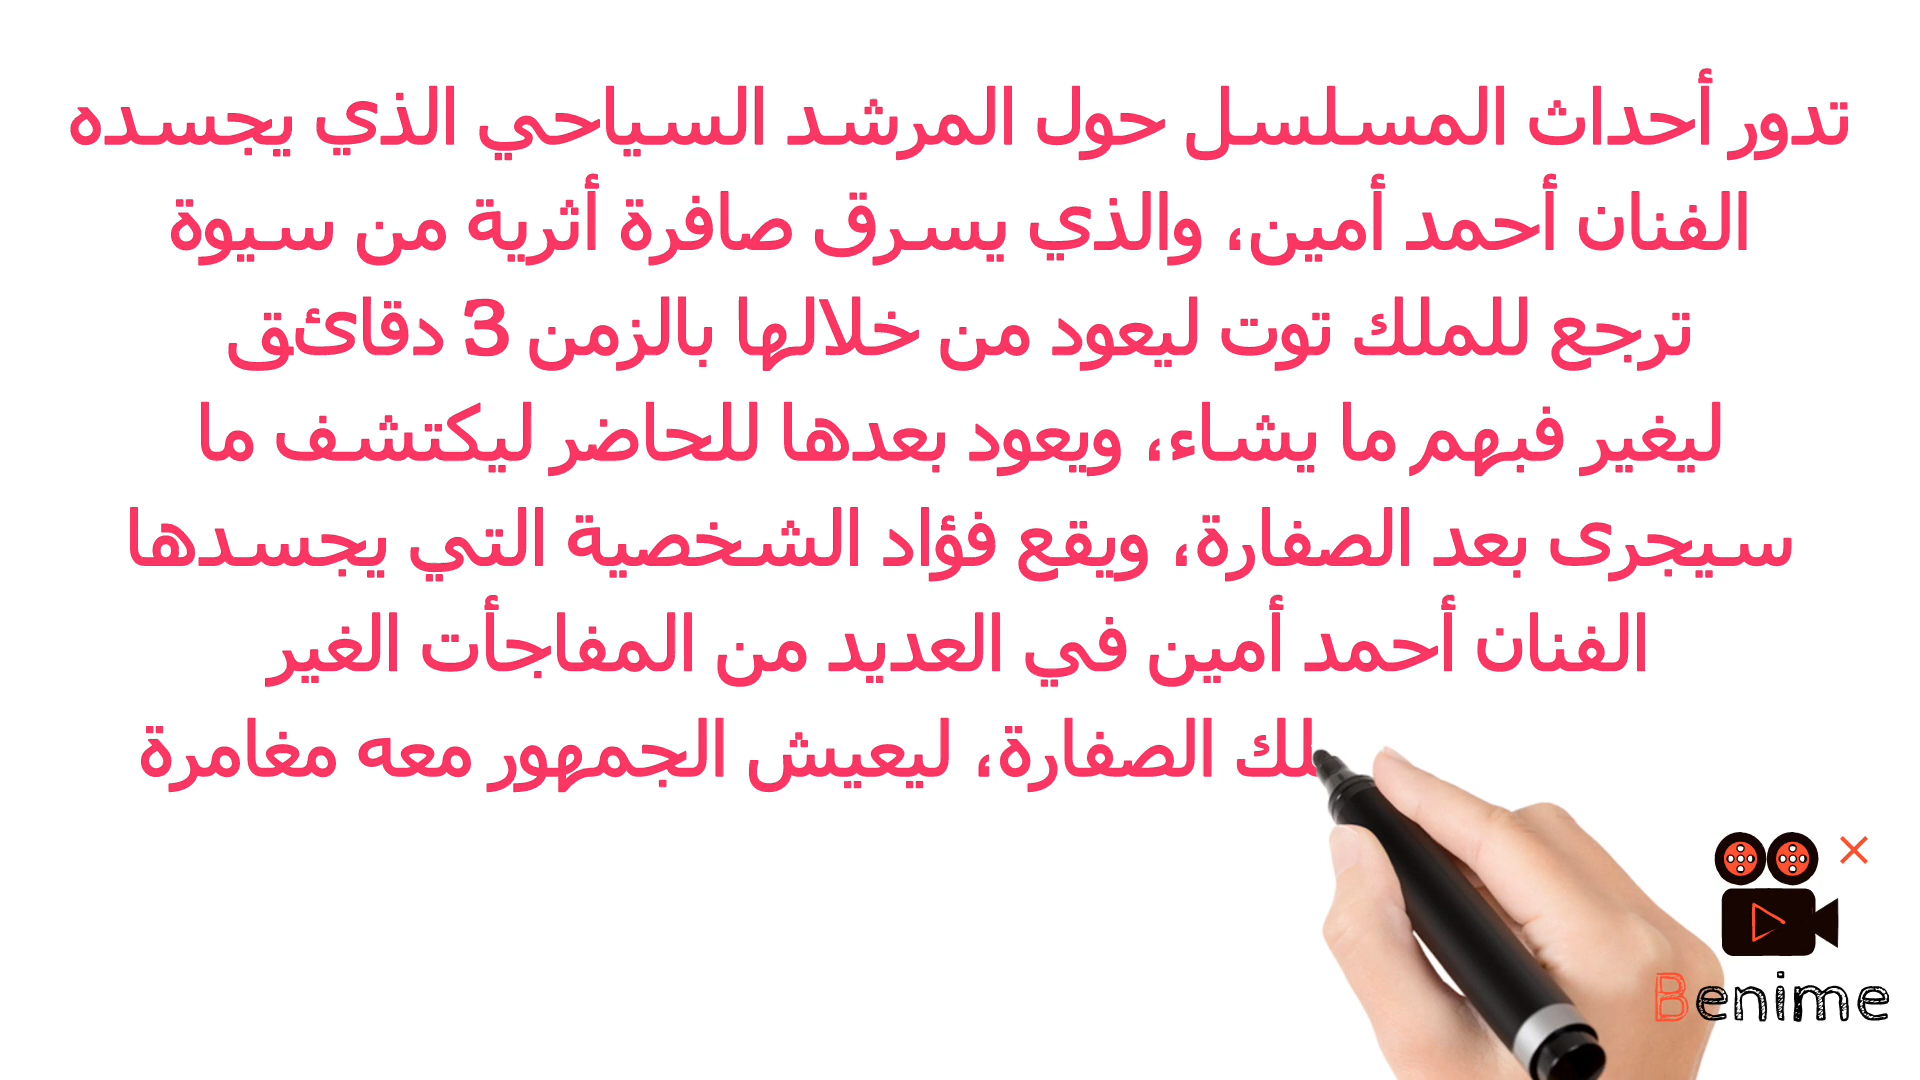 تدور أحداث المسلسل حول المرشد السياحي الذي يجسده
الفنان أحمد أمين، والذي يسرق صافرة أثرية من سيوة
ترجع للملك توت ليعود من خلالها بالزمن 3 دقائق
ليغير فبهم ما يشاء، ويعود بعدها للحاضر ليكتشف ما
سيجرى بعد الصفارة، ويقع فؤاد الشخصية التي يجسدها
الفنان أحمد أمين في العديد من المفاجأت الغير
الصفارة، ليعيش الجمهور معه مغامرة
Benime